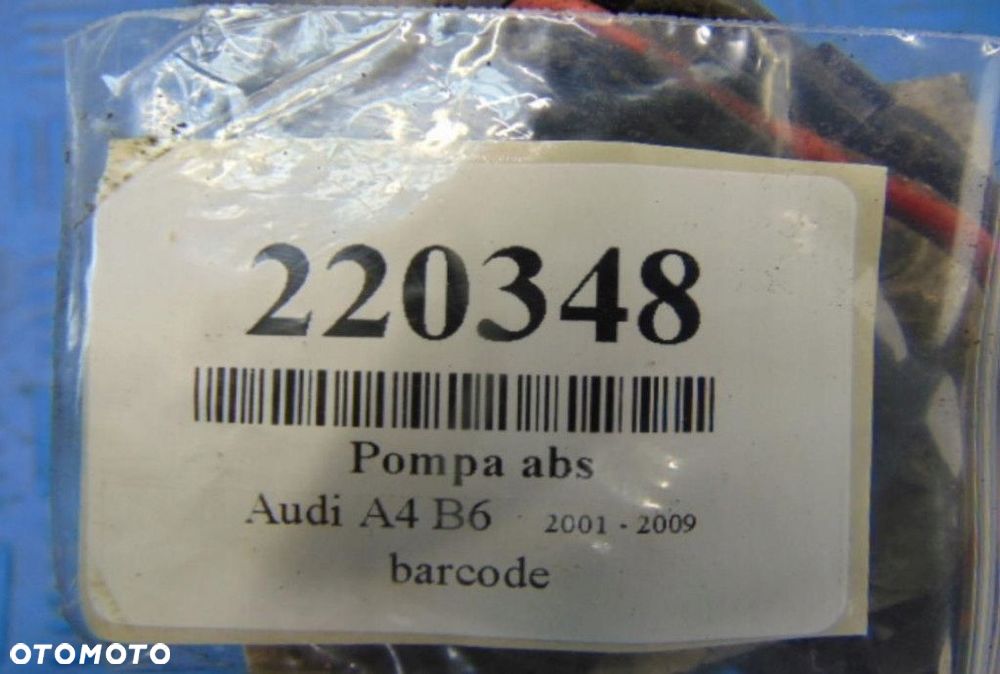 220348
Pompa abs
Audi A4 B6 2001 - 2009
barcode
OTOMOTO